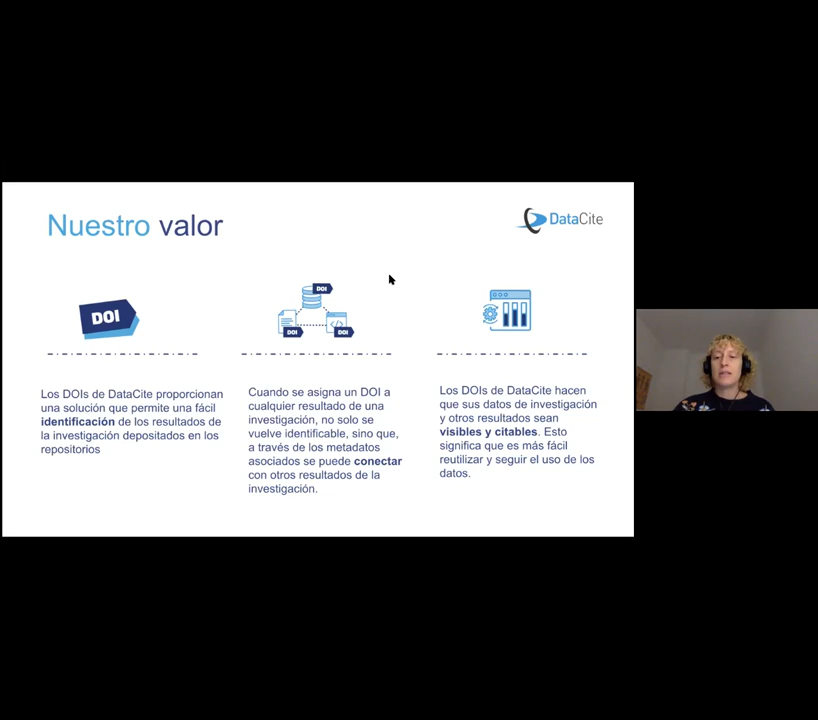 Nuestro valor
DataCite
DOI
DOI
DOI
DOI
Los DOIs de DataCite proporcionan
una solución que permite una fácil
identificación de los resultados de
la investigación depositados en los
repositorios
Cuando se asigna un DOI a
cualquier resultado de una
investigación, no solo se
vuelve identificable, sino que,
a través de los metadatos
asociados se puede conectar
con otros resultados de la
investigación.
Los DOIs de DataCite hacen
que sus datos de investigación
y otros resultados sean
visibles y citables. Esto
significa que es más fácil
reutilizar y seguir el uso de los
datos.